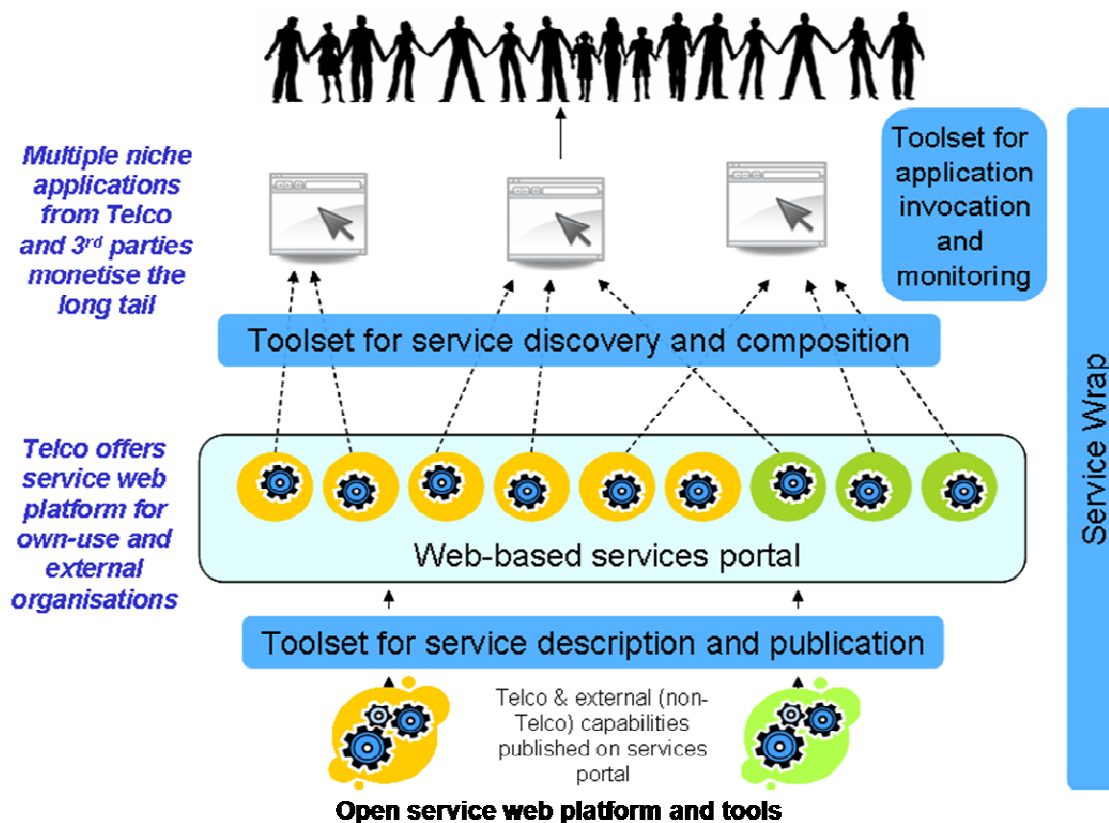 Multiple niche
applications
from Telco
and 3rd parties
monetise the
long tail
Toolset for
application
invocation
and
monitoring
Toolset for service discovery and composition
Service Wrap
Telco offers
service web
platform for
own-use and
external
organisations
Web-based services portal
Toolset for service description and publication
Telco & external (non-
Telco) capabilities
published on services
portal
Open service web platform and tools